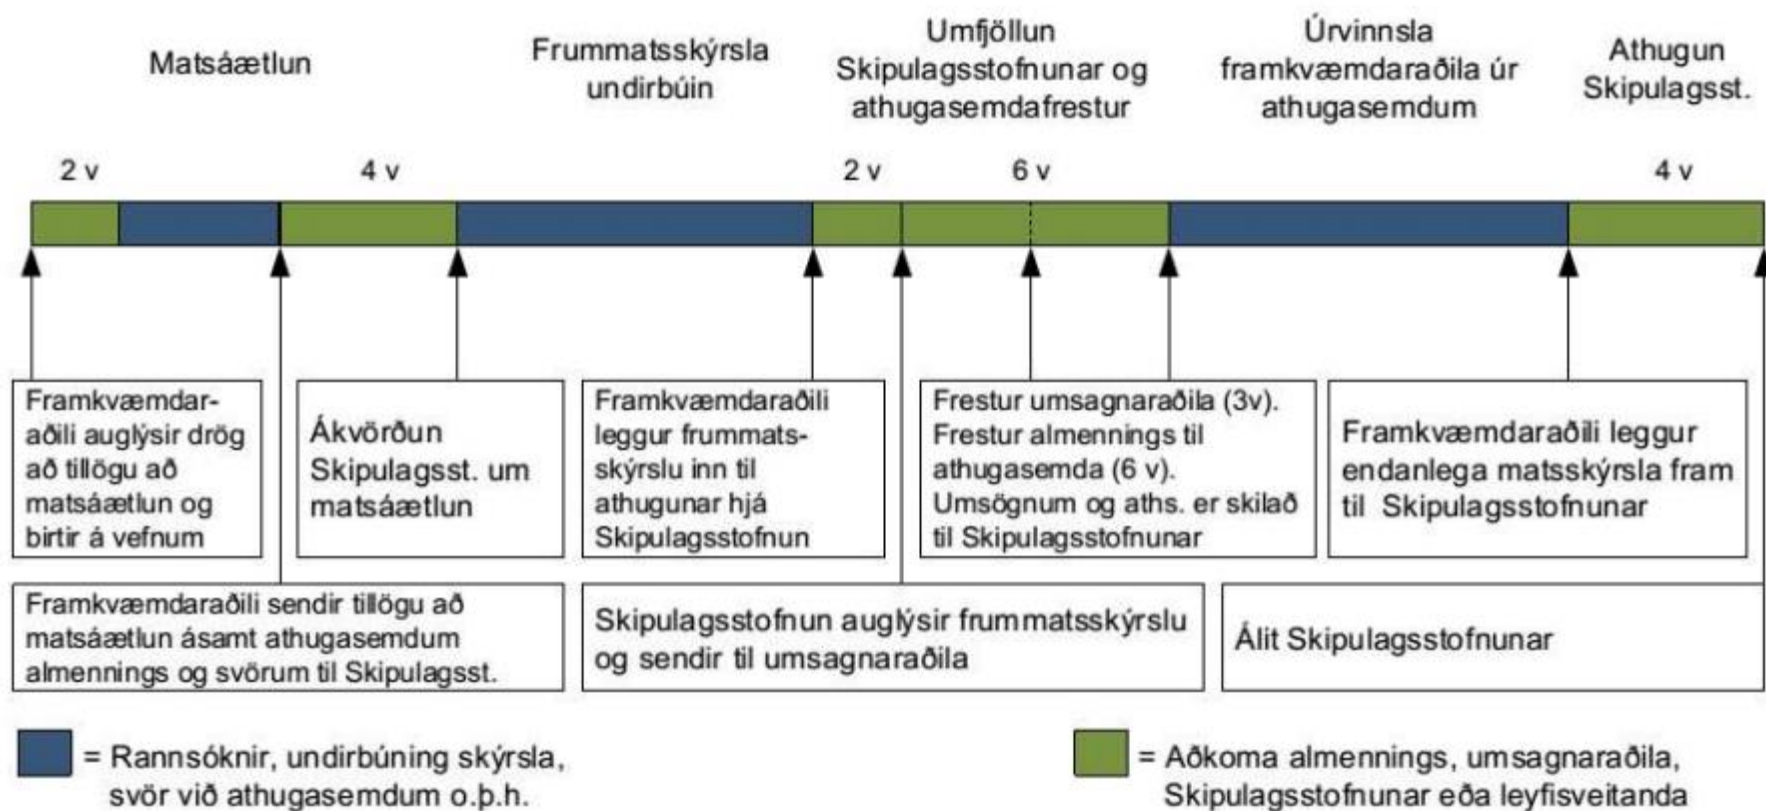 Matsáætlun
Frummatsskýrsla
undirbúin
Umfjöllun
Skipulagsstofnunar og
athugasemdafrestur
Úrvinnsla
framkvæmdaraðila úr
athugasemdum
Athugun
Skipulagsst.
2 v
4 v
2 v
6 v
4 v
Framkvæmdar-
aðili auglýsir drög
að tillögu að
matsáætlun og
birtir á vefnum
Ákvörðun
Skipulagsst. um
matsáætlun
Framkvæmdaraðili
leggur frummats-
skýrslu inn til
athugunar hjá
Skipulagsstofnun
Frestur umsagnaraðila (3v).
Frestur almennings til
athugasemda (6 v).
Umsögnum og aths. er skilað
til Skipulagsstofnunar
Framkvæmdaraðili leggur
endanlega matsskýrsla fram
til Skipulagsstofnunar
Framkvæmdaraðili sendir tillögu að
matsáætlun ásamt athugasemdum
almennings og svörum til Skipulagsst.
Skipulagsstofnun auglýsir frummatsskýrslu
og sendir til umsagnaraðila
Álit Skipulagsstofnunar
= Rannsóknir, undirbúning skýrsla,
svör við athugasemdum o.þ.h.
= Aðkoma almennings, umsagnaraðila,
Skipulagsstofnunar eða leyfisveitanda